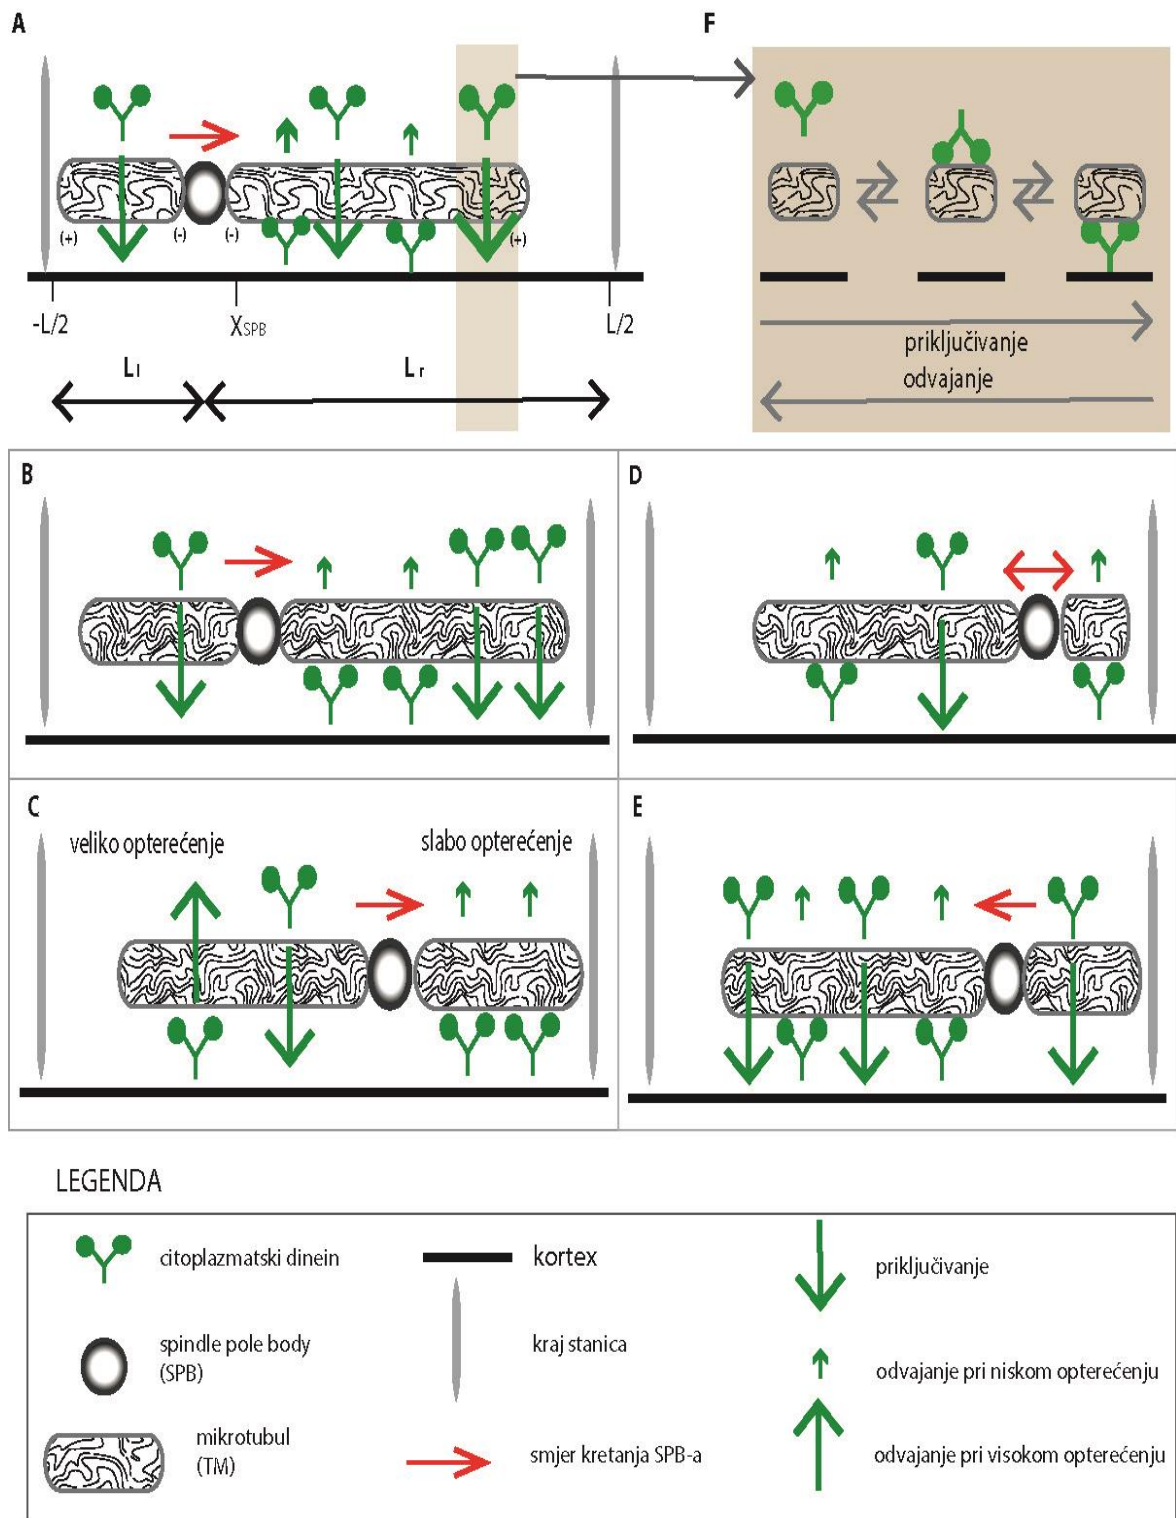 A
F
(+)
(-)
(-)
(+)
-L/2
XSPB
L/2
Ll
Lr
priključivanje
odvajanje
B
D
C
veliko opterećenje
slabo opterećenje
E
LEGENDA
citoplazmatski dinein
kortex
priključivanje
spindle pole body
(SPB)
kraj stanica
odvajanje pri niskom opterećenju
mikrotubul
(TM)
smjer kretanja SPB-a
odvajanje pri visokom opterećenju